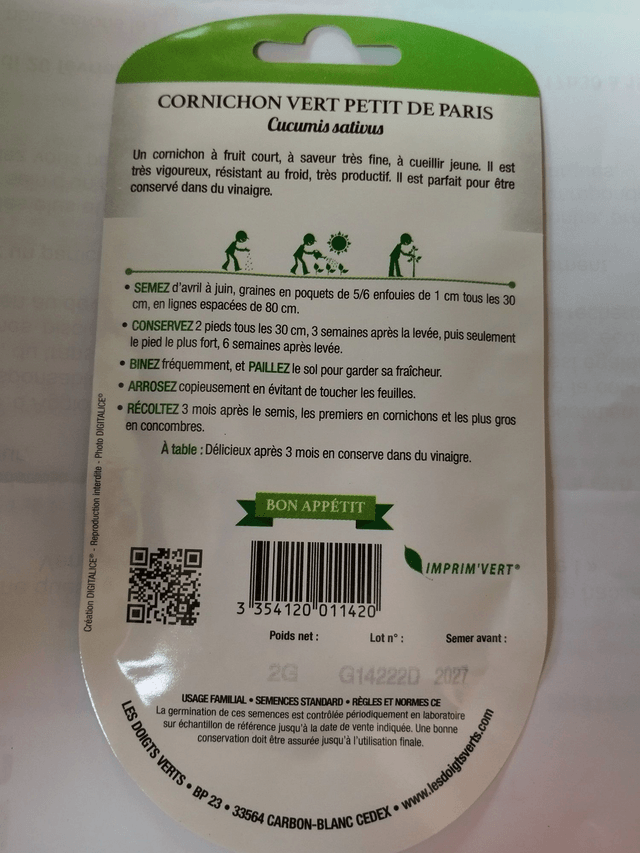 CORNICHON VERT PETIT DE PARIS
Cucumis sativus
Un cornichon à fruit court, à saveur très fine, à cueillir jeune. Il est
très vigoureux, résistant au froid, très productif. Il est parfait pour être
conservé dans du vinaigre.
• SEMEZ d'avril à juin, graines en poquets de 5/6 enfouies de 1 cm tous les 30
cm, en lignes espacées de 80 cm.
• CONSERVEZ 2 pieds tous les 30 cm, 3 semaines après la levée, puis seulement
le pied le plus fort, 6 semaines après levée.
• BINEZ fréquemment, et PAILLEZ le sol pour garder sa fraîcheur.
• ARROSEZ copieusement en évitant de toucher les feuilles.
• RÉCOLTEZ 3 mois après le semis, les premiers en cornichons et les plus gros
en concombres.
À table : Délicieux après 3 mois en conserve dans du vinaigre.
Création DIGITALICE® - Reproduction interdite - Photo DIGITALICE®
BON APPÉTIT
IMPRIM'VERT®
3 354120 011420
Poids net : Lot n° : Semer avant :
2G G14222D 2027
USAGE FAMILIAL • SEMENCES STANDARD • RÈGLES ET NORMES CE
La germination de ces semences est contrôlée périodiquement en laboratoire
sur échantillon de référence jusqu'à la date de vente indiquée. Une bonne
conservation doit être assurée jusqu'à l'utilisation finale.
LES DOIGTS VERTS • BP 23 • 33564 CARBON-BLANC CEDEX • www.lesdoigtsverts.com